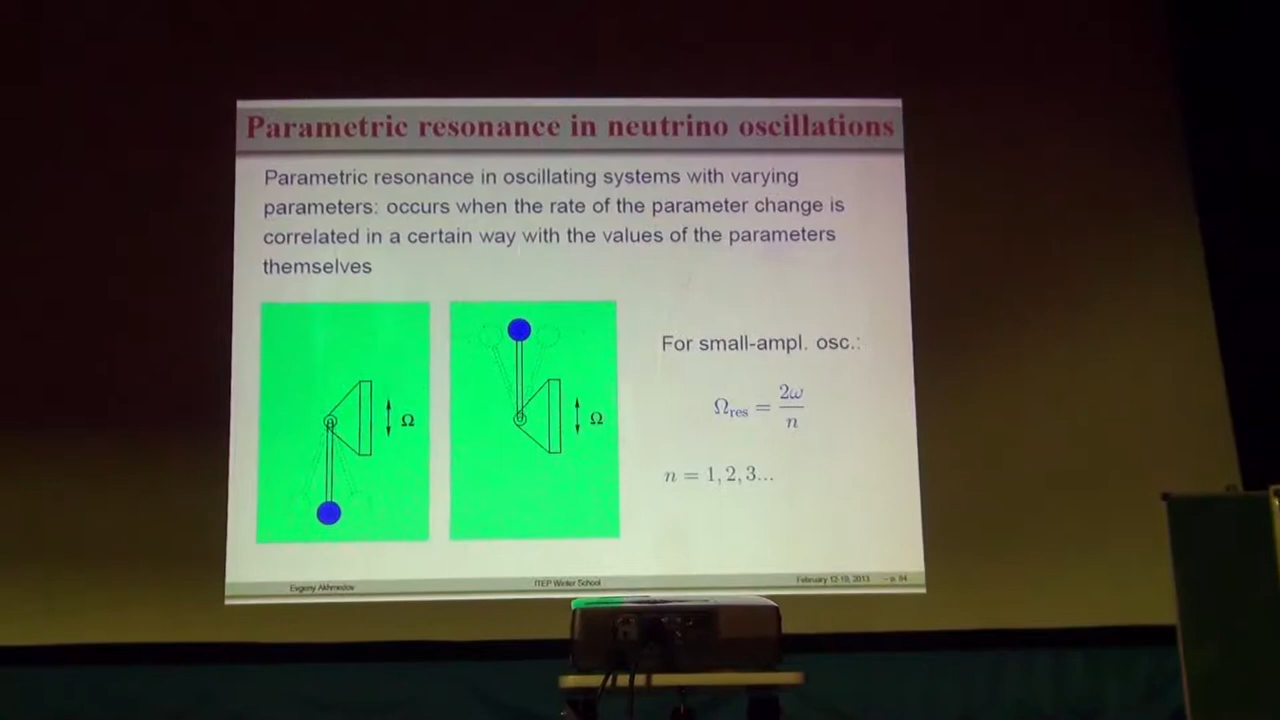 Parametric resonance in neutrino oscillations
Parametric resonance in oscillating systems with varying
parameters: occurs when the rate of the parameter change is
correlated in a certain way with the values of the parameters
themselves
Ω
Ω
For small-ampl. osc.:
Ω_res = 2ω/n
n = 1, 2, 3...
Evgeny Akhmedov
ITEP Winter School
February 12-19, 2013